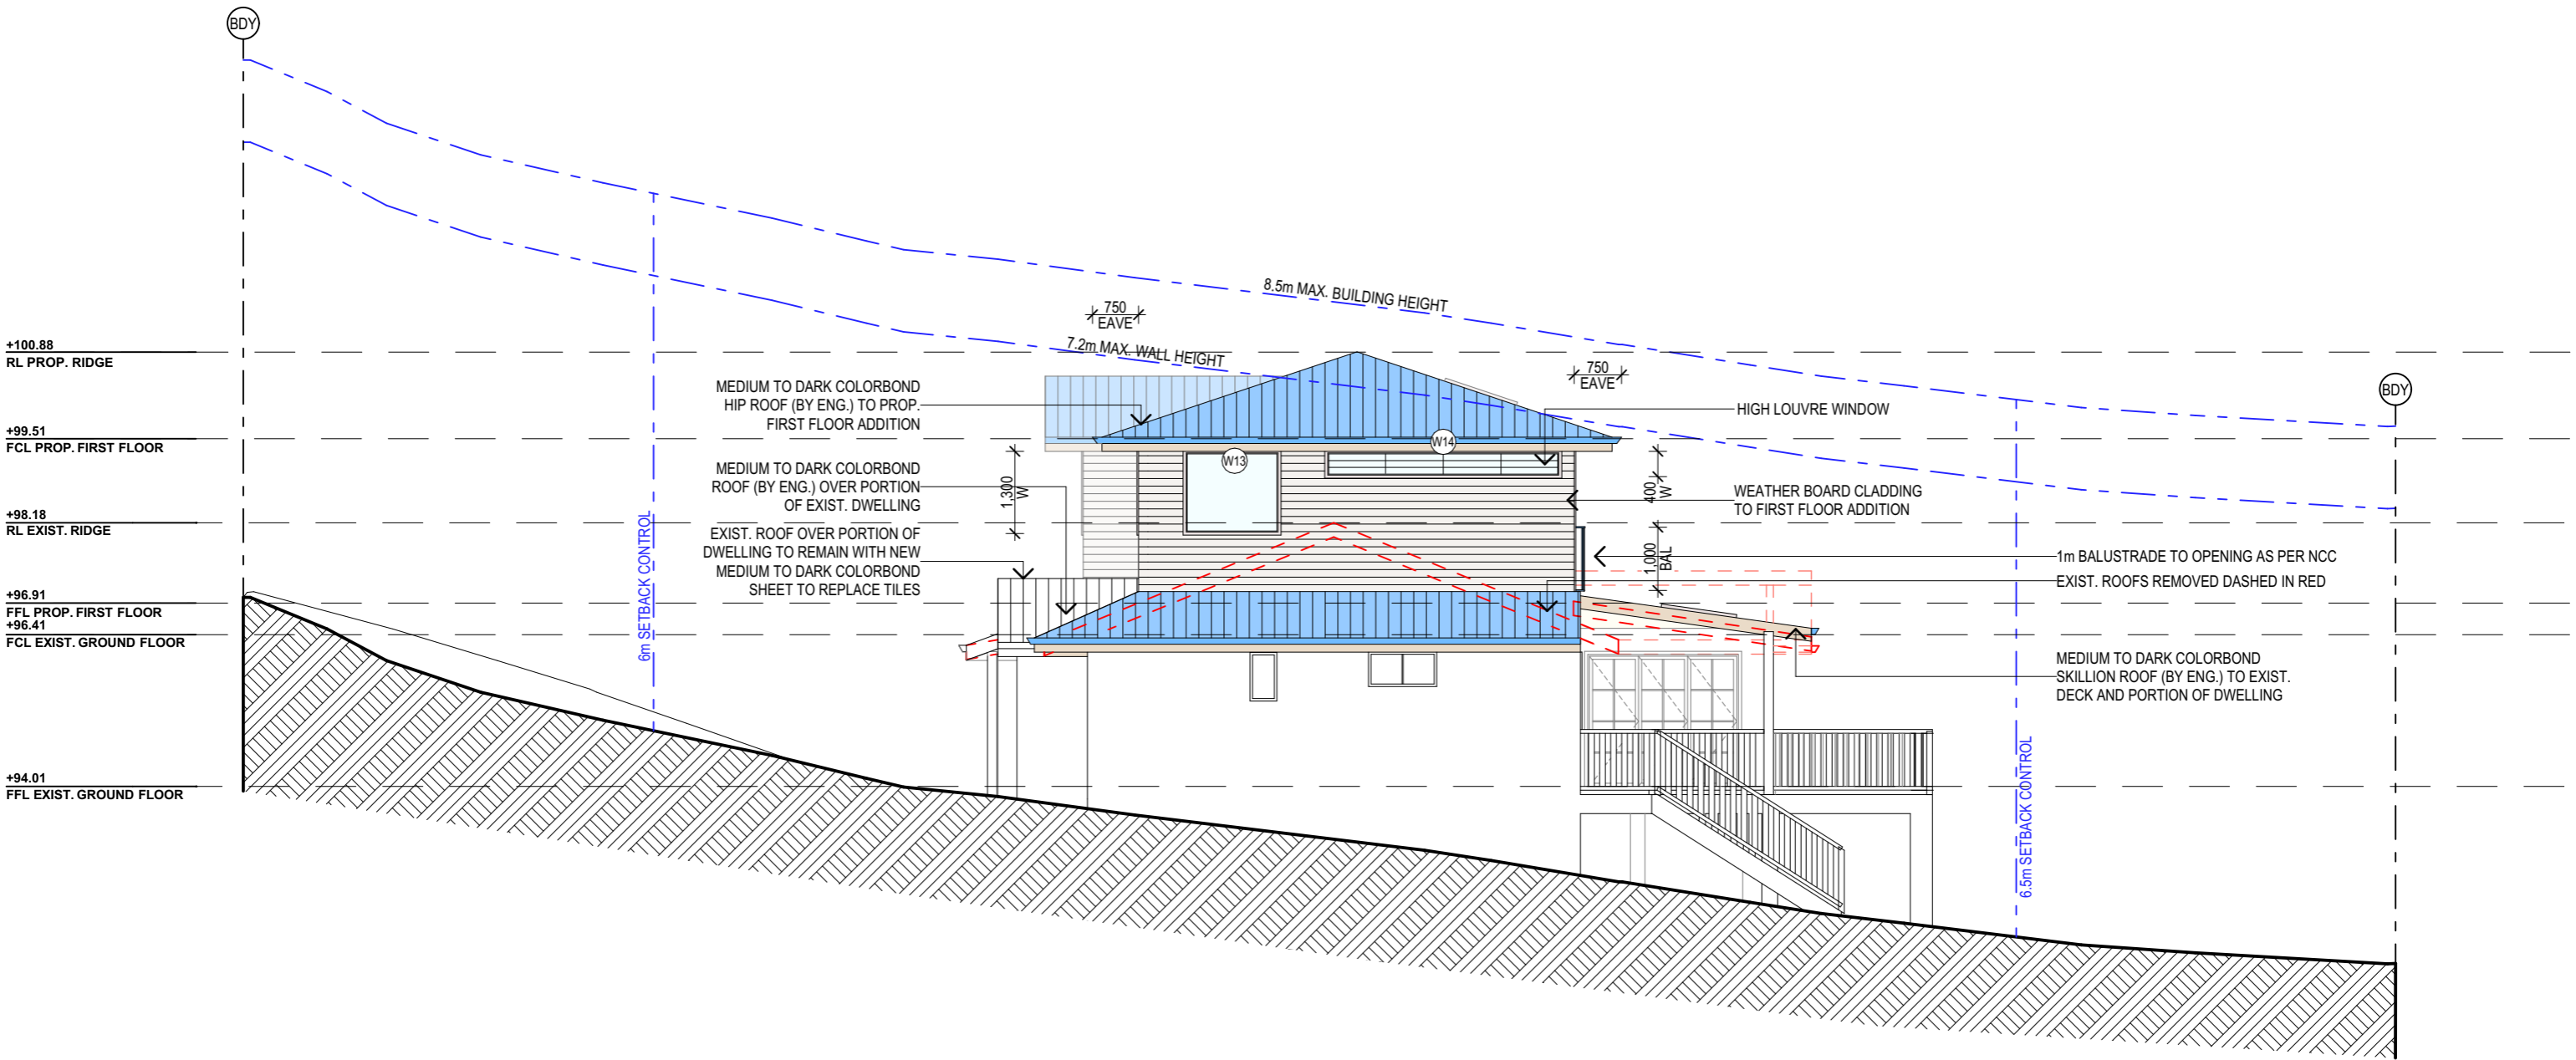 BDY
8.5m MAX. BUILDING HEIGHT
750
EAVE
7.2m MAX. WALL HEIGHT
+100.88
RL PROP. RIDGE
750
EAVE
BDY
MEDIUM TO DARK COLORBOND
HIP ROOF (BY ENG.) TO PROP.
FIRST FLOOR ADDITION
HIGH LOUVRE WINDOW
+99.51
FCL PROP. FIRST FLOOR
W14
W13
MEDIUM TO DARK COLORBOND
ROOF (BY ENG.) OVER PORTION
OF EXIST. DWELLING
1,300
W
400
W
WEATHER BOARD CLADDING
TO FIRST FLOOR ADDITION
+98.18
RL EXIST. RIDGE
EXIST. ROOF OVER PORTION OF
DWELLING TO REMAIN WITH NEW
MEDIUM TO DARK COLORBOND
SHEET TO REPLACE TILES
1,000
BAL
1m BALUSTRADE TO OPENING AS PER NCC
EXIST. ROOFS REMOVED DASHED IN RED
6m SETBACK CONTROL
+96.91
FFL PROP. FIRST FLOOR
+96.41
FCL EXIST. GROUND FLOOR
MEDIUM TO DARK COLORBOND
SKILLION ROOF (BY ENG.) TO EXIST.
DECK AND PORTION OF DWELLING
+94.01
FFL EXIST. GROUND FLOOR
6.5m SETBACK CONTROL